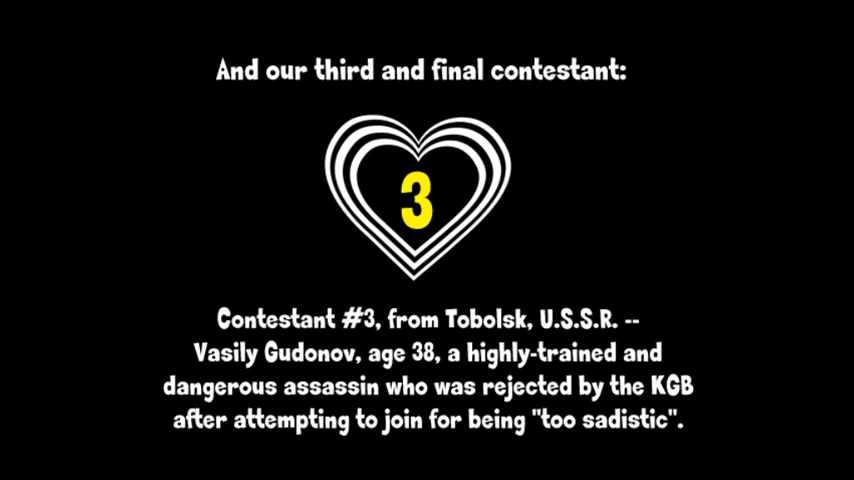 And our third and final contestant:
3
Contestant #3, from Tobolsk, U.S.S.R. --
Vasily Gudonov, age 38, a highly-trained and
dangerous assassin who was rejected by the KGB
after attempting to join for being "too sadistic".